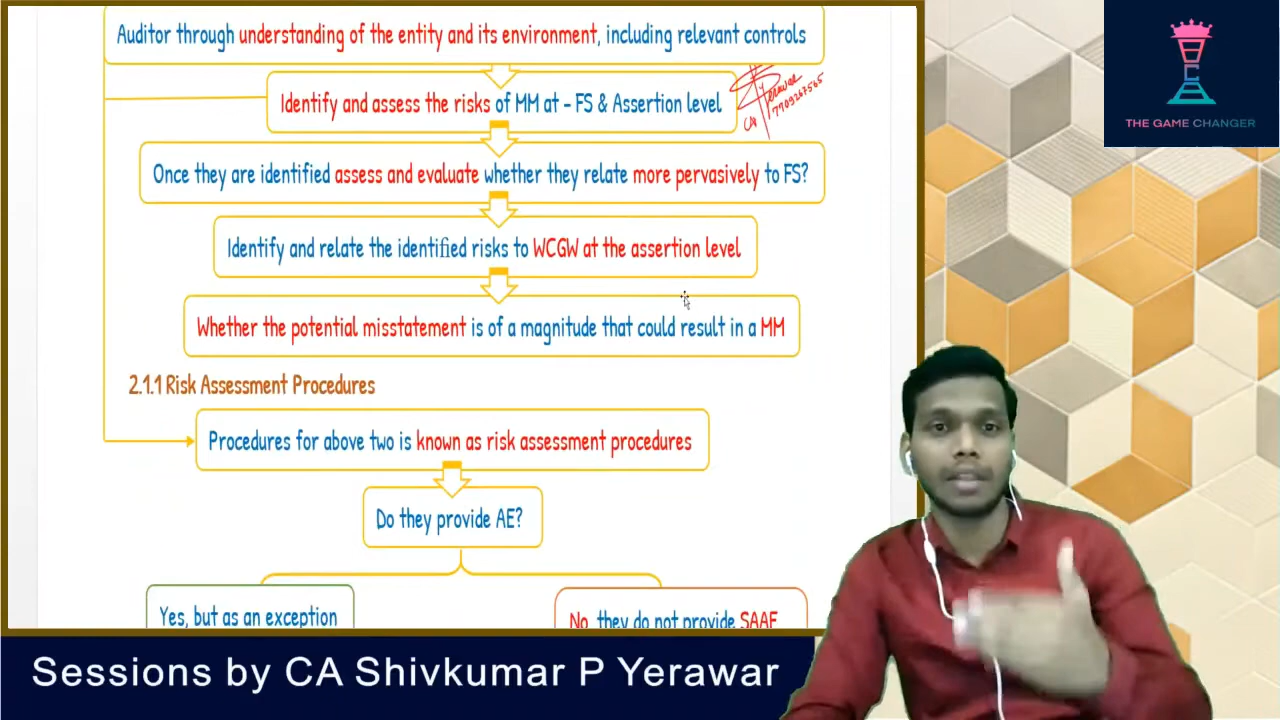 Auditor through understanding of the entity and its environment, including relevant controls
Identify and assess the risks of MM at – FS & Assertion level
CA Yerawar
7709267565
Once they are identified assess and evaluate whether they relate more pervasively to FS?
Identify and relate the identified risks to WCGW at the assertion level
Whether the potential misstatement is of a magnitude that could result in a MM
2.1.1 Risk Assessment Procedures
Procedures for above two is known as risk assessment procedures
Do they provide AE?
Yes, but as an exception
No, they do not provide SAAE
THE GAME CHANGER
Sessions by CA Shivkumar P Yerawar